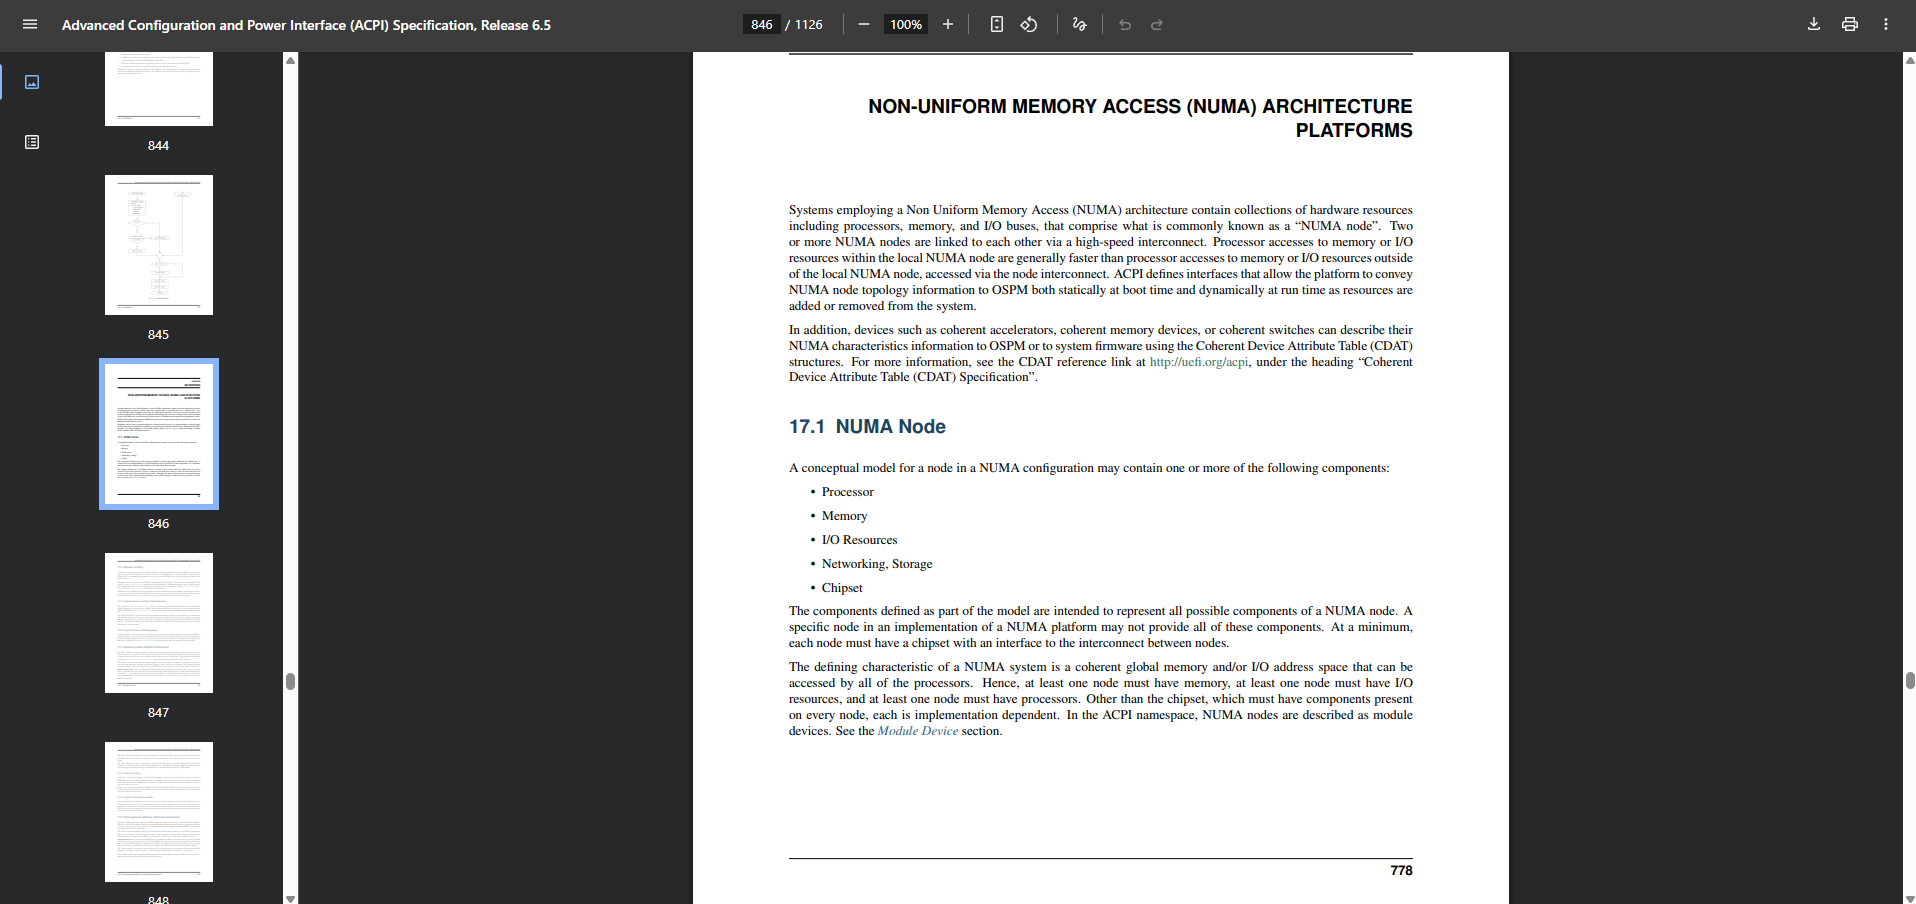 Advanced Configuration and Power Interface (ACPI) Specification, Release 6.5
846 / 1126
100%
844
845
846
847
848
NON-UNIFORM MEMORY ACCESS (NUMA) ARCHITECTURE
PLATFORMS
Systems employing a Non Uniform Memory Access (NUMA) architecture contain collections of hardware resources
including processors, memory, and I/O buses, that comprise what is commonly known as a “NUMA node”. Two
or more NUMA nodes are linked to each other via a high-speed interconnect. Processor accesses to memory or I/O
resources within the local NUMA node are generally faster than processor accesses to memory or I/O resources outside
of the local NUMA node, accessed via the node interconnect. ACPI defines interfaces that allow the platform to convey
NUMA node topology information to OSPM both statically at boot time and dynamically at run time as resources are
added or removed from the system.
In addition, devices such as coherent accelerators, coherent memory devices, or coherent switches can describe their
NUMA characteristics information to OSPM or to system firmware using the Coherent Device Attribute Table (CDAT)
structures. For more information, see the CDAT reference link at http://uefi.org/acpi, under the heading “Coherent
Device Attribute Table (CDAT) Specification”.
17.1 NUMA Node
A conceptual model for a node in a NUMA configuration may contain one or more of the following components:
• Processor
• Memory
• I/O Resources
• Networking, Storage
• Chipset
The components defined as part of the model are intended to represent all possible components of a NUMA node. A
specific node in an implementation of a NUMA platform may not provide all of these components. At a minimum,
each node must have a chipset with an interface to the interconnect between nodes.
The defining characteristic of a NUMA system is a coherent global memory and/or I/O address space that can be
accessed by all of the processors. Hence, at least one node must have memory, at least one node must have I/O
resources, and at least one node must have processors. Other than the chipset, which must have components present
on every node, each is implementation dependent. In the ACPI namespace, NUMA nodes are described as module
devices. See the Module Device section.
778